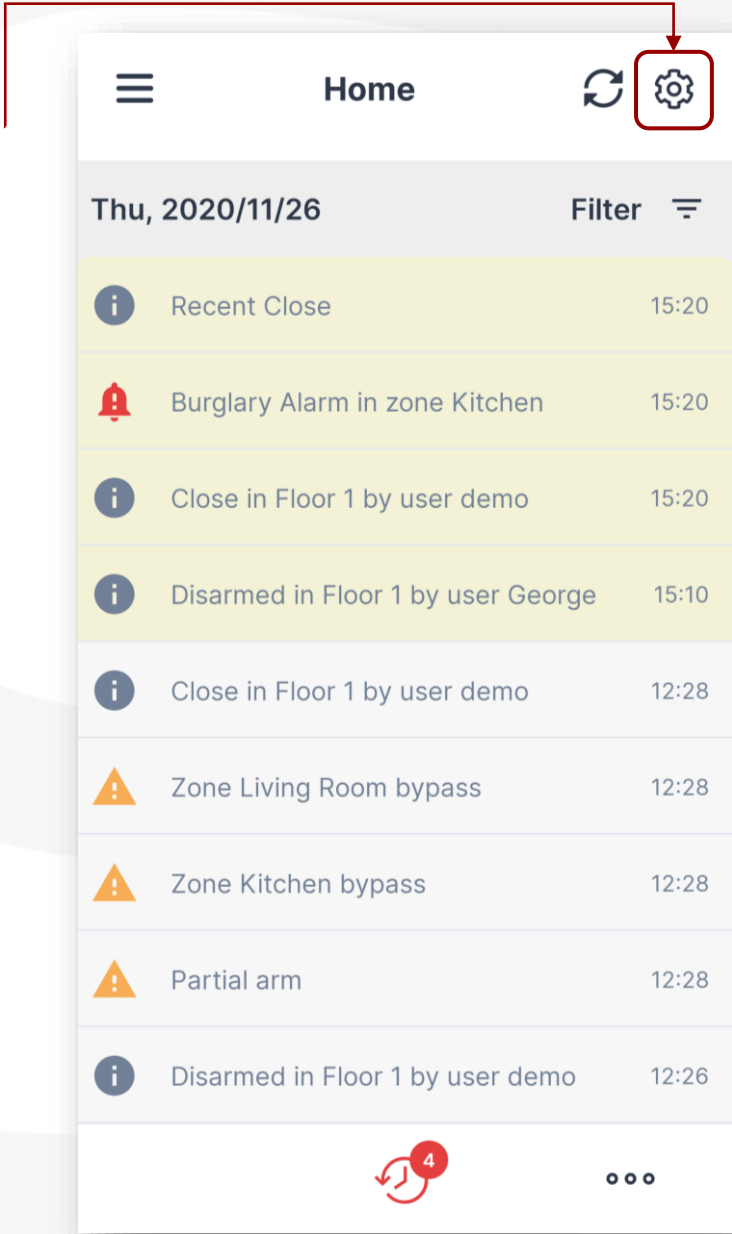 Home
Thu, 2020/11/26 Filter
Recent Close 15:20
Burglary Alarm in zone Kitchen 15:20
Close in Floor 1 by user demo 15:20
Disarmed in Floor 1 by user George 15:10
Close in Floor 1 by user demo 12:28
Zone Living Room bypass 12:28
Zone Kitchen bypass 12:28
Partial arm 12:28
Disarmed in Floor 1 by user demo 12:26
4